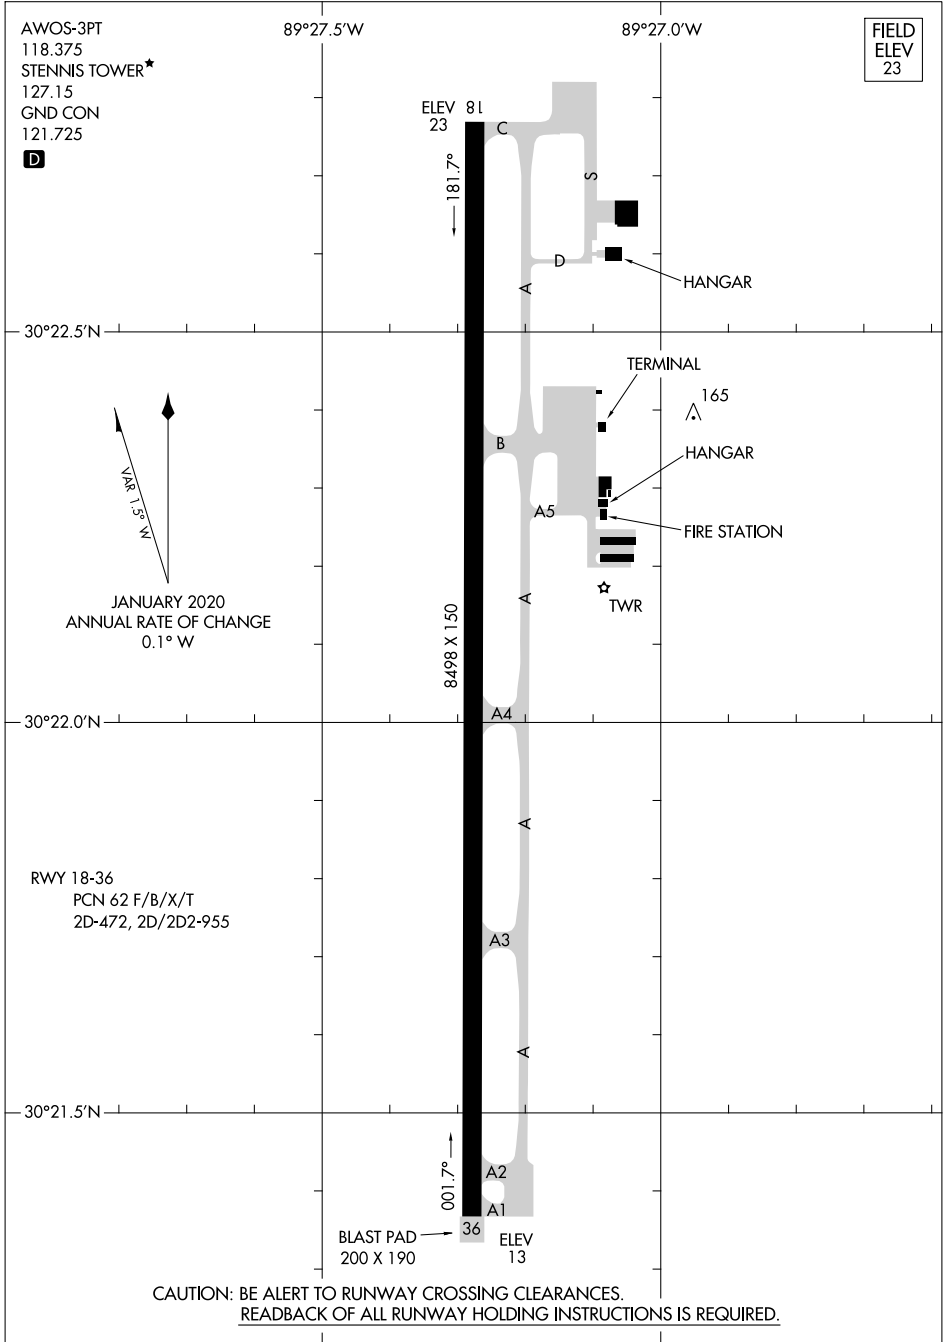 AWOS-3PT
118.375
STENNIS TOWER★
127.15
GND CON
121.725
D
89°27.5'W
89°27.0'W
FIELD
ELEV
23
ELEV
23
18
C
181.7°
S
D
HANGAR
A
30°22.5'N
TERMINAL
165
B
HANGAR
VAR 1.5° W
A5
FIRE STATION
TWR
A
JANUARY 2020
ANNUAL RATE OF CHANGE
0.1° W
8498 X 150
A4
30°22.0'N
A
RWY 18-36
PCN 62 F/B/X/T
2D-472, 2D/2D2-955
A3
A
30°21.5'N
001.7°
A2
A1
36
BLAST PAD
200 X 190
ELEV
13
CAUTION: BE ALERT TO RUNWAY CROSSING CLEARANCES.
READBACK OF ALL RUNWAY HOLDING INSTRUCTIONS IS REQUIRED.